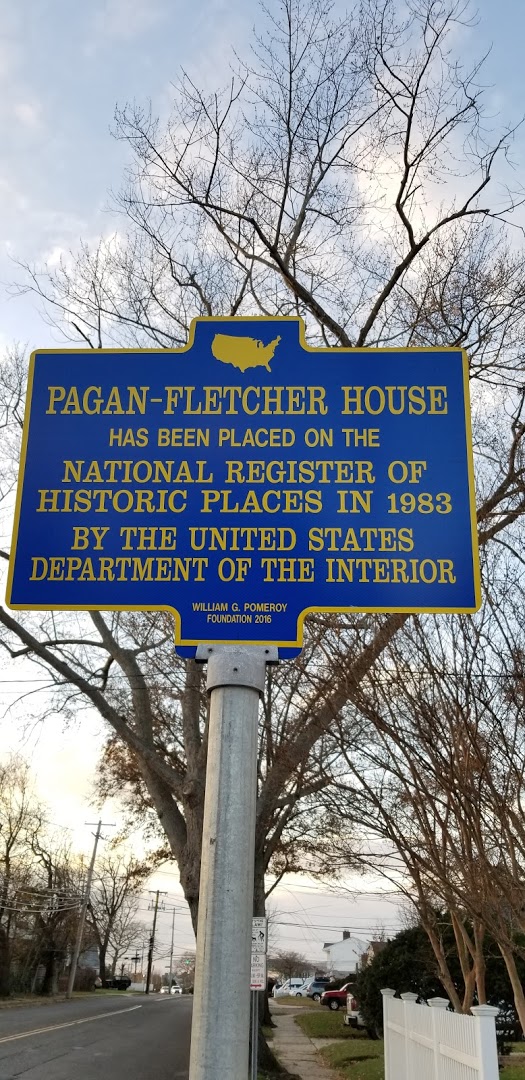 PAGAN-FLETCHER HOUSE
HAS BEEN PLACED ON THE
NATIONAL REGISTER OF
HISTORIC PLACES IN 1983
BY THE UNITED STATES
DEPARTMENT OF THE INTERIOR
WILLIAM G. POMEROY
FOUNDATION 2016